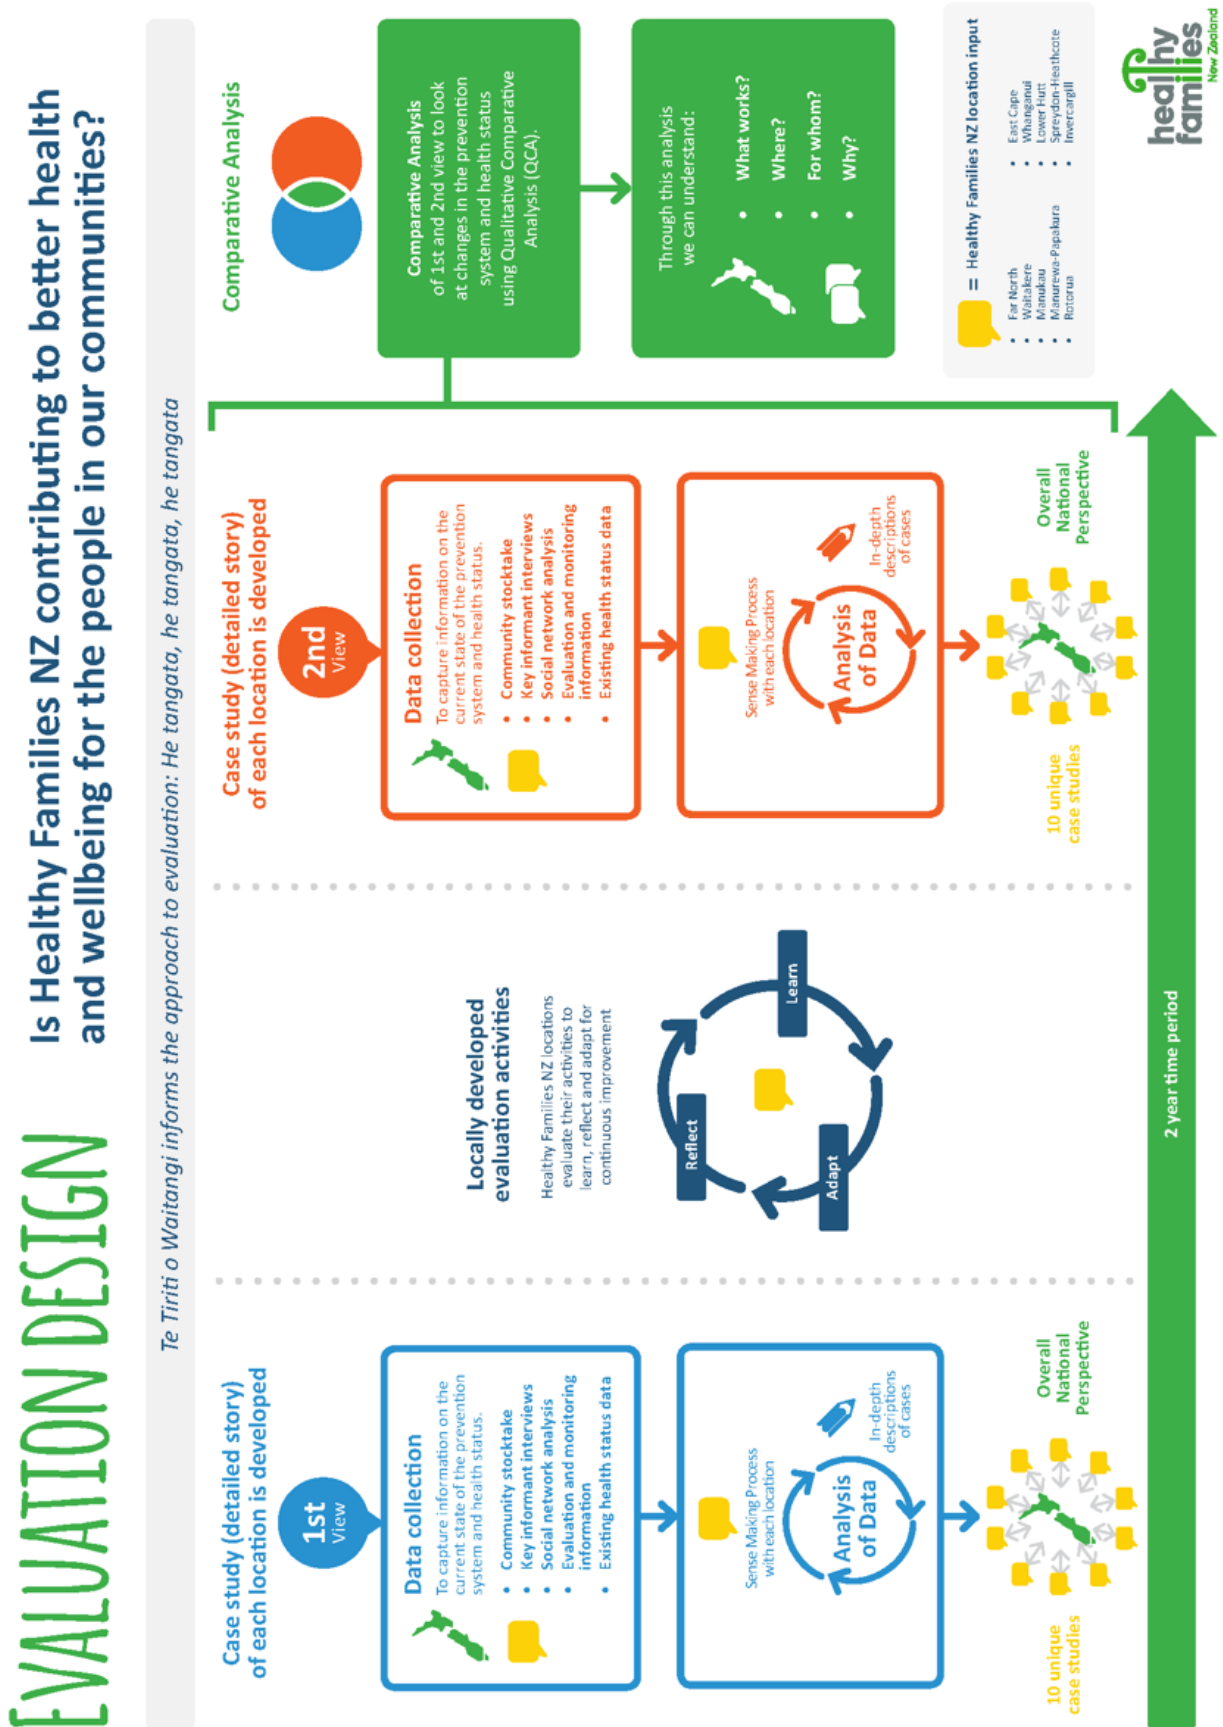 EVALUATION DESIGN
Is Healthy Families NZ contributing to better health
and wellbeing for the people in our communities?
Te Tiriti o Waitangi informs the approach to evaluation: He tangata, he tangata, he tangata
Case study (detailed story)
of each location is developed
1st
View
Data collection
To capture information on the
current state of the prevention
system and health status.
• Community stocktake
• Key informant interviews
• Social network analysis
• Evaluation and monitoring
information
• Existing health status data
Sense Making Process
with each location
Analysis
of Data
In-depth
descriptions
of cases
10 unique
case studies
Overall
National
Perspective
Locally developed
evaluation activities
Healthy Families NZ locations
evaluate their activities to
learn, reflect and adapt for
continuous improvement
Reflect
Learn
Adapt
Case study (detailed story)
of each location is developed
2nd
View
Data collection
To capture information on the
current state of the prevention
system and health status.
• Community stocktake
• Key informant interviews
• Social network analysis
• Evaluation and monitoring
information
• Existing health status data
Sense Making Process
with each location
Analysis
of Data
In-depth
descriptions
of cases
10 unique
case studies
Overall
National
Perspective
Comparative Analysis
Comparative Analysis
of 1st and 2nd view to look
at changes in the prevention
system and health status
using Qualitative Comparative
Analysis (QCA).
Through this analysis
we can understand:
• What works?
• Where?
• For whom?
• Why?
= Healthy Families NZ location input
• Far North
• Waitakere
• Manukau
• Manurewa-Papakura
• Rotorua
• East Cape
• Whanganui
• Lower Hutt
• Spreydon-Heathcote
• Invercargill
2 year time period
healthy
families
New Zealand